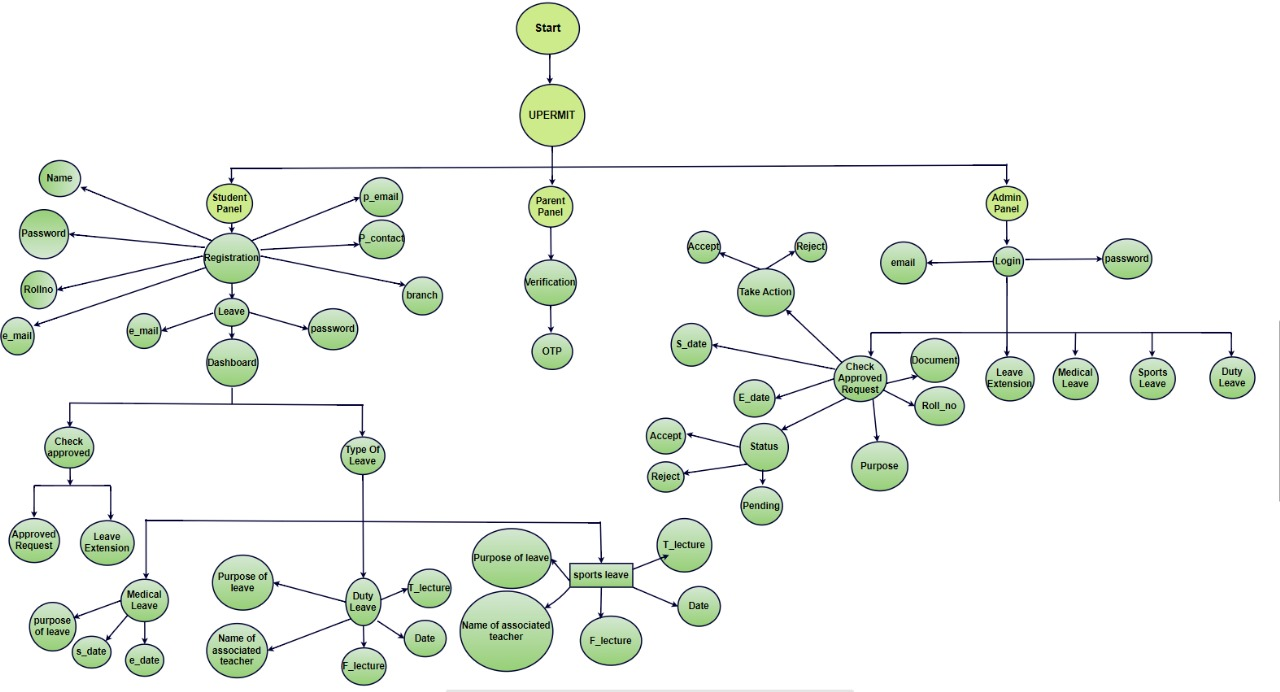 Start
UPERMIT
Name
Student
Panel
p_email
Parent
Panel
Admin
Panel
Password
P_contact
Registration
Accept
Reject
Login
email
password
Rollno
branch
Verification
Take Action
e_mail
e_mail
Leave
password
OTP
S_date
Dashboard
Check
Approved
Request
Document
Leave
Extension
Medical
Leave
Sports
Leave
Duty
Leave
E_date
Roll_no
Check
approved
Type Of
Leave
Accept
Status
Reject
Purpose
Pending
Approved
Request
Leave
Extension
Purpose of leave
T_lecture
sports leave
Purpose of
leave
T_lecture
Medical
Leave
Duty
Leave
Date
purpose
of leave
Name of associated
teacher
s_date
e_date
Name of
associated
teacher
Date
F_lecture
F_lecture